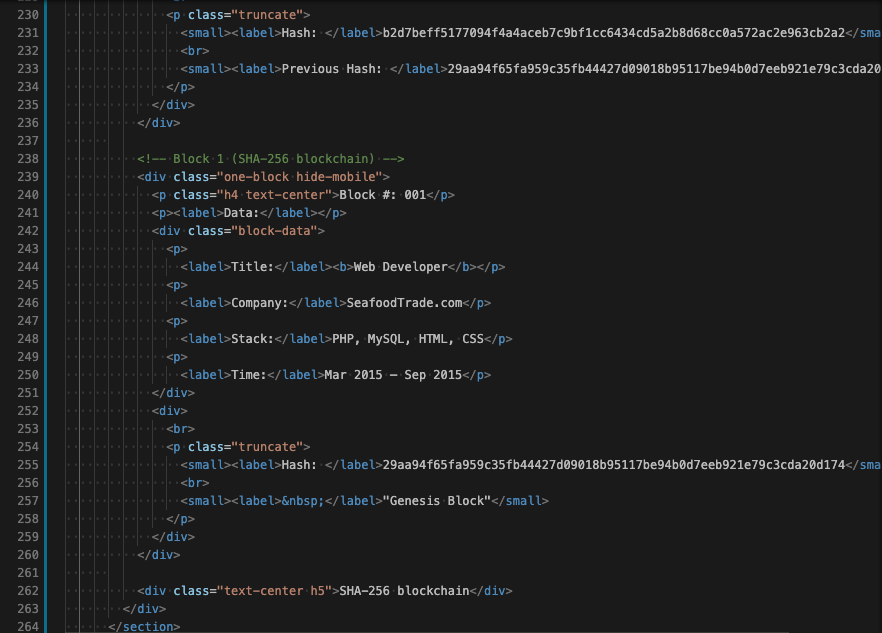 230 <p class="truncate">
231 <small><label>Hash: </label>b2d7beff5177094f4a4aceb7c9bf1cc6434cd5a2b8d68cc0a572ac2e963cb2a2</sma
232 <br>
233 <small><label>Previous Hash: </label>29aa94f65fa959c35fb44427d09018b95117be94b0d7eeb921e79c3cda20
234 </p>
235 </div>
236 </div>
237
238 <!-- Block 1 (SHA-256 blockchain) -->
239 <div class="one-block hide-mobile">
240 <p class="h4 text-center">Block #: 001</p>
241 <p><label>Data:</label></p>
242 <div class="block-data">
243 <p>
244 <label>Title:</label><b>Web Developer</b></p>
245 <p>
246 <label>Company:</label>SeafoodTrade.com</p>
247 <p>
248 <label>Stack:</label>PHP, MySQL, HTML, CSS</p>
249 <p>
250 <label>Time:</label>Mar 2015 – Sep 2015</p>
251 </div>
252 <div>
253 <br>
254 <p class="truncate">
255 <small><label>Hash: </label>29aa94f65fa959c35fb44427d09018b95117be94b0d7eeb921e79c3cda20d174</sma
256 <br>
257 <small><label>&nbsp;</label>"Genesis Block"</small>
258 </p>
259 </div>
260 </div>
261
262 <div class="text-center h5">SHA-256 blockchain</div>
263 </div>
264 </section>